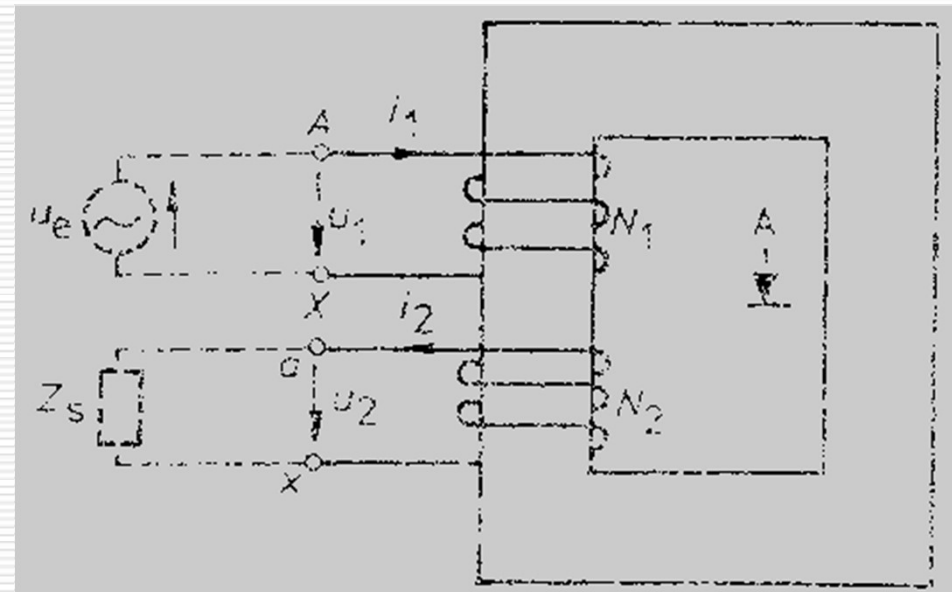 A i₁
uₑ u₁ N₁ A
X
i₂
a
Zₛ u₂ N₂
x